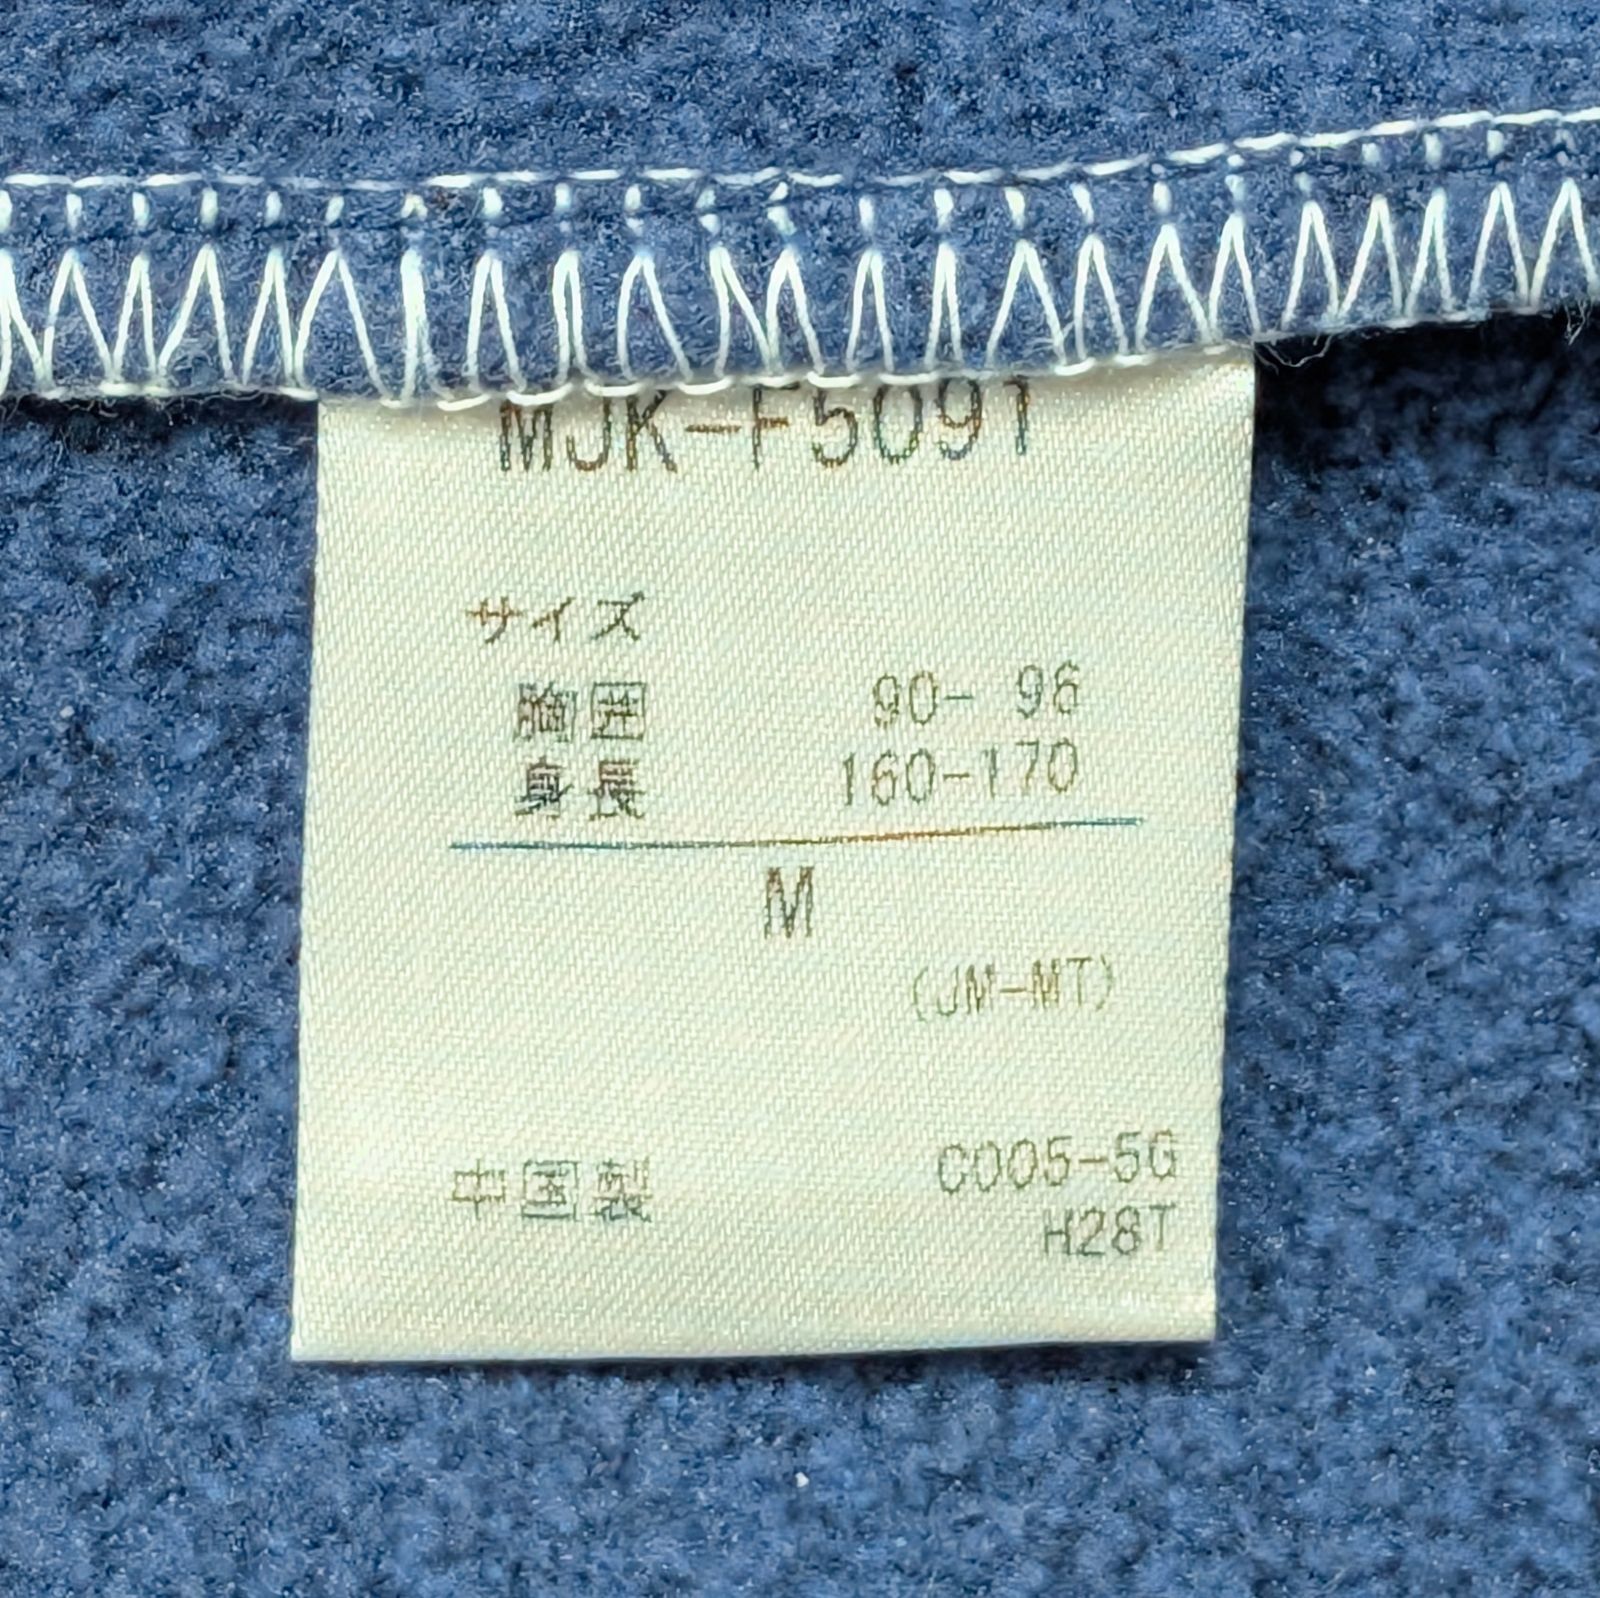 MJK-F5091
サイズ
胸囲 90- 96
身長 160-170
M
(JM-MT)
中国製 C005-5G
H28T